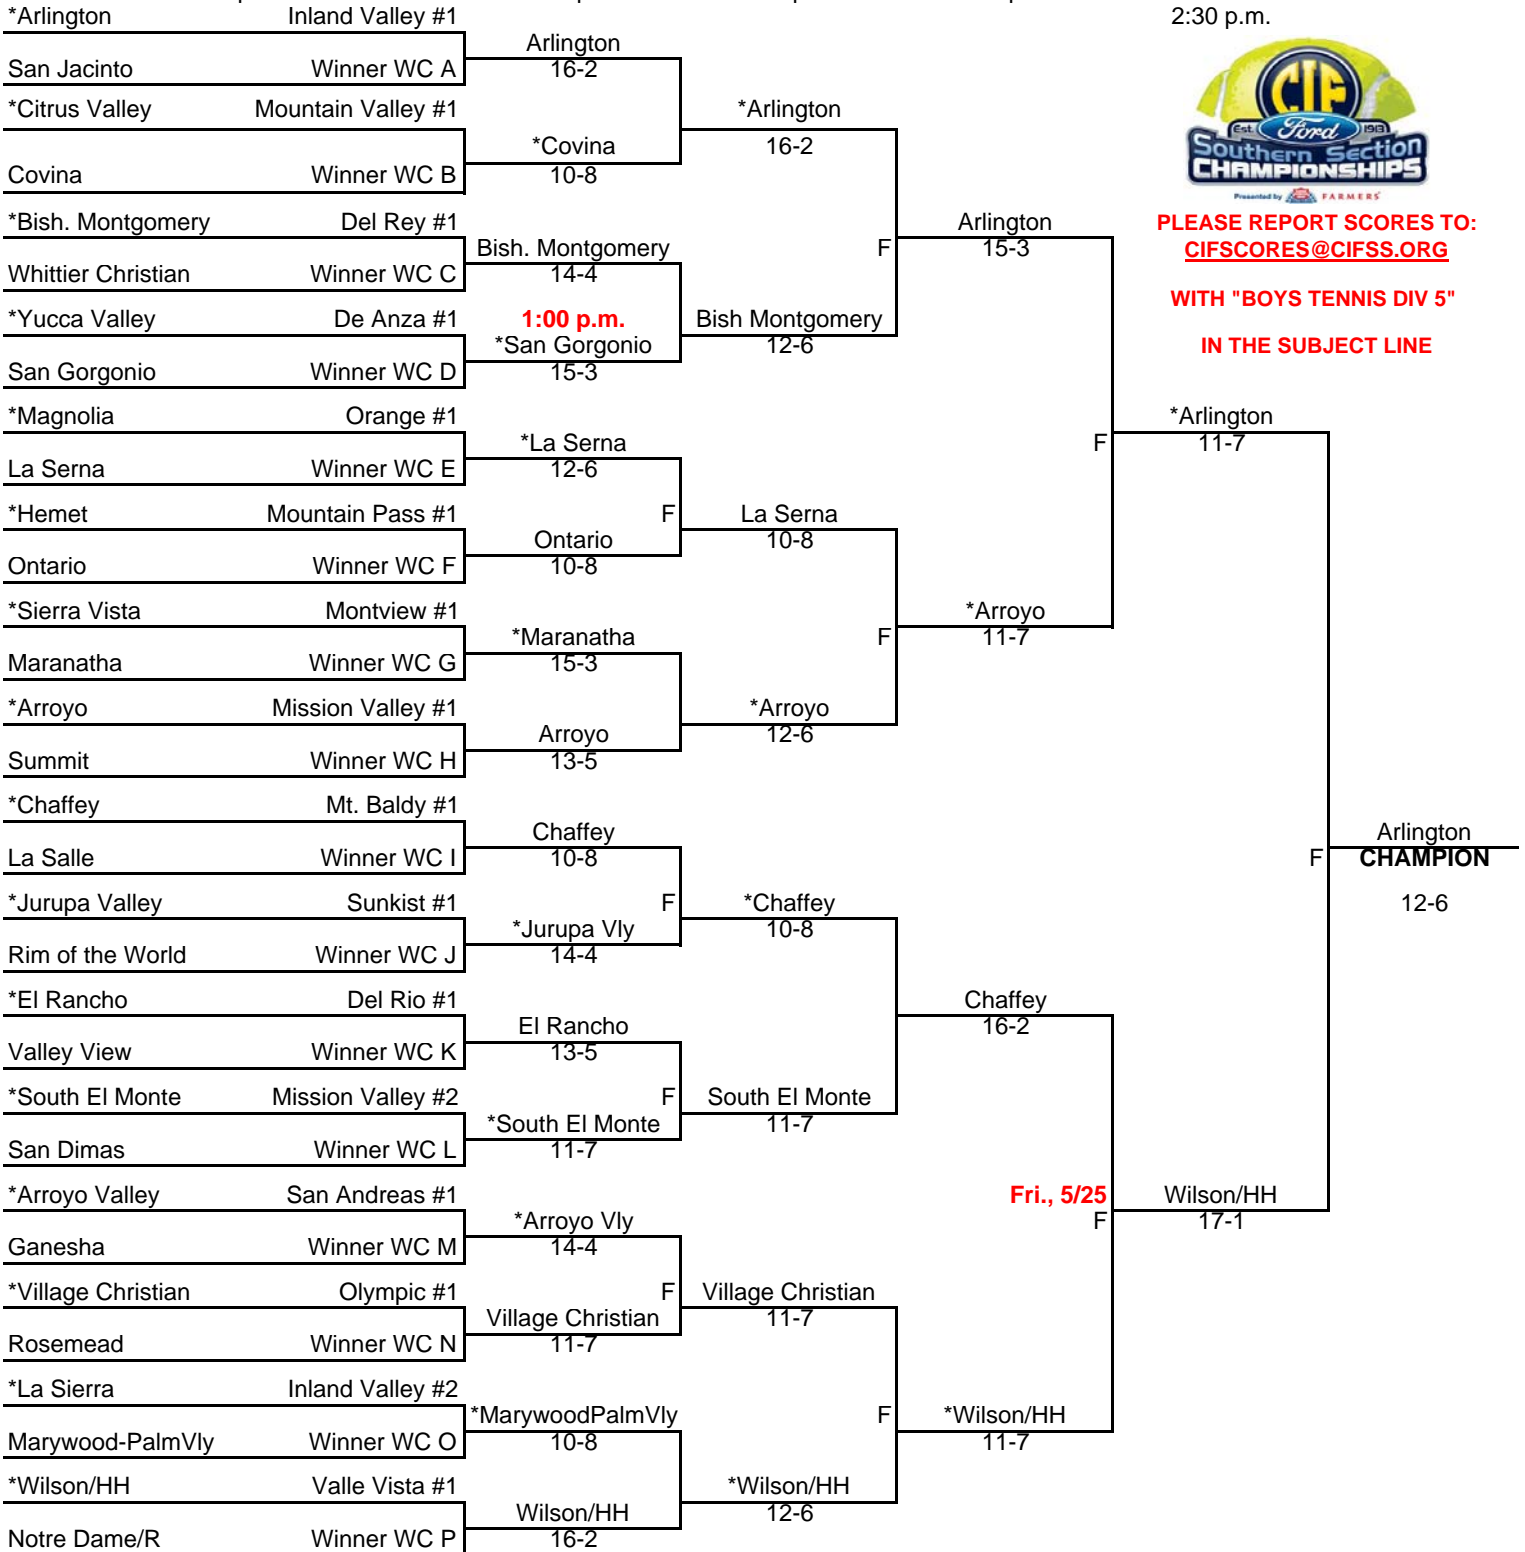 *Arlington Inland Valley #1
2:30 p.m.
Arlington
San Jacinto Winner WC A
16-2
*Citrus Valley Mountain Valley #1
*Arlington
*Covina
16-2
Covina Winner WC B
10-8
CIF
Est. Ford 1913
Southern Section
CHAMPIONSHIPS
Presented by FARMERS
*Bish. Montgomery Del Rey #1
Arlington
PLEASE REPORT SCORES TO:
Bish. Montgomery
F
15-3
CIFSCORES@CIFSS.ORG
Whittier Christian Winner WC C
14-4
WITH "BOYS TENNIS DIV 5"
*Yucca Valley De Anza #1
1:00 p.m.
Bish Montgomery
*San Gorgonio
12-6
IN THE SUBJECT LINE
San Gorgonio Winner WC D
15-3
*Magnolia Orange #1
*Arlington
*La Serna
F
11-7
La Serna Winner WC E
12-6
*Hemet Mountain Pass #1
F
La Serna
Ontario
10-8
Ontario Winner WC F
10-8
*Sierra Vista Montview #1
*Arroyo
*Maranatha
F
11-7
Maranatha Winner WC G
15-3
*Arroyo Mission Valley #1
*Arroyo
Arroyo
12-6
Summit Winner WC H
13-5
*Chaffey Mt. Baldy #1
Chaffey
Arlington
La Salle Winner WC I
10-8
F
CHAMPION
*Jurupa Valley Sunkist #1
F
*Chaffey
12-6
*Jurupa Vly
10-8
Rim of the World Winner WC J
14-4
*El Rancho Del Rio #1
Chaffey
El Rancho
16-2
Valley View Winner WC K
13-5
*South El Monte Mission Valley #2
F
South El Monte
*South El Monte
11-7
San Dimas Winner WC L
11-7
*Arroyo Valley San Andreas #1
Fri., 5/25
Wilson/HH
*Arroyo Vly
F
17-1
Ganesha Winner WC M
14-4
*Village Christian Olympic #1
F
Village Christian
Village Christian
11-7
Rosemead Winner WC N
11-7
*La Sierra Inland Valley #2
*MarywoodPalmVly
F
*Wilson/HH
Marywood-PalmVly Winner WC O
10-8
11-7
*Wilson/HH Valle Vista #1
*Wilson/HH
Wilson/HH
12-6
Notre Dame/R Winner WC P
16-2